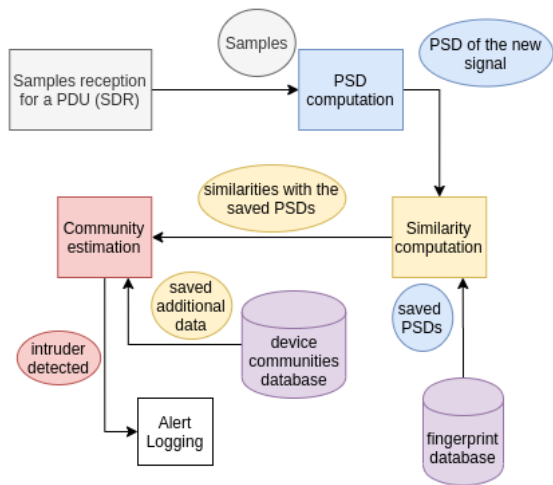 Samples
PSD of the new
signal
Samples reception
for a PDU (SDR)
PSD
computation
similarities with the
saved PSDs
Community
estimation
Similarity
computation
saved
additional
data
saved
PSDs
intruder
detected
device
communities
database
Alert
Logging
fingerprint
database